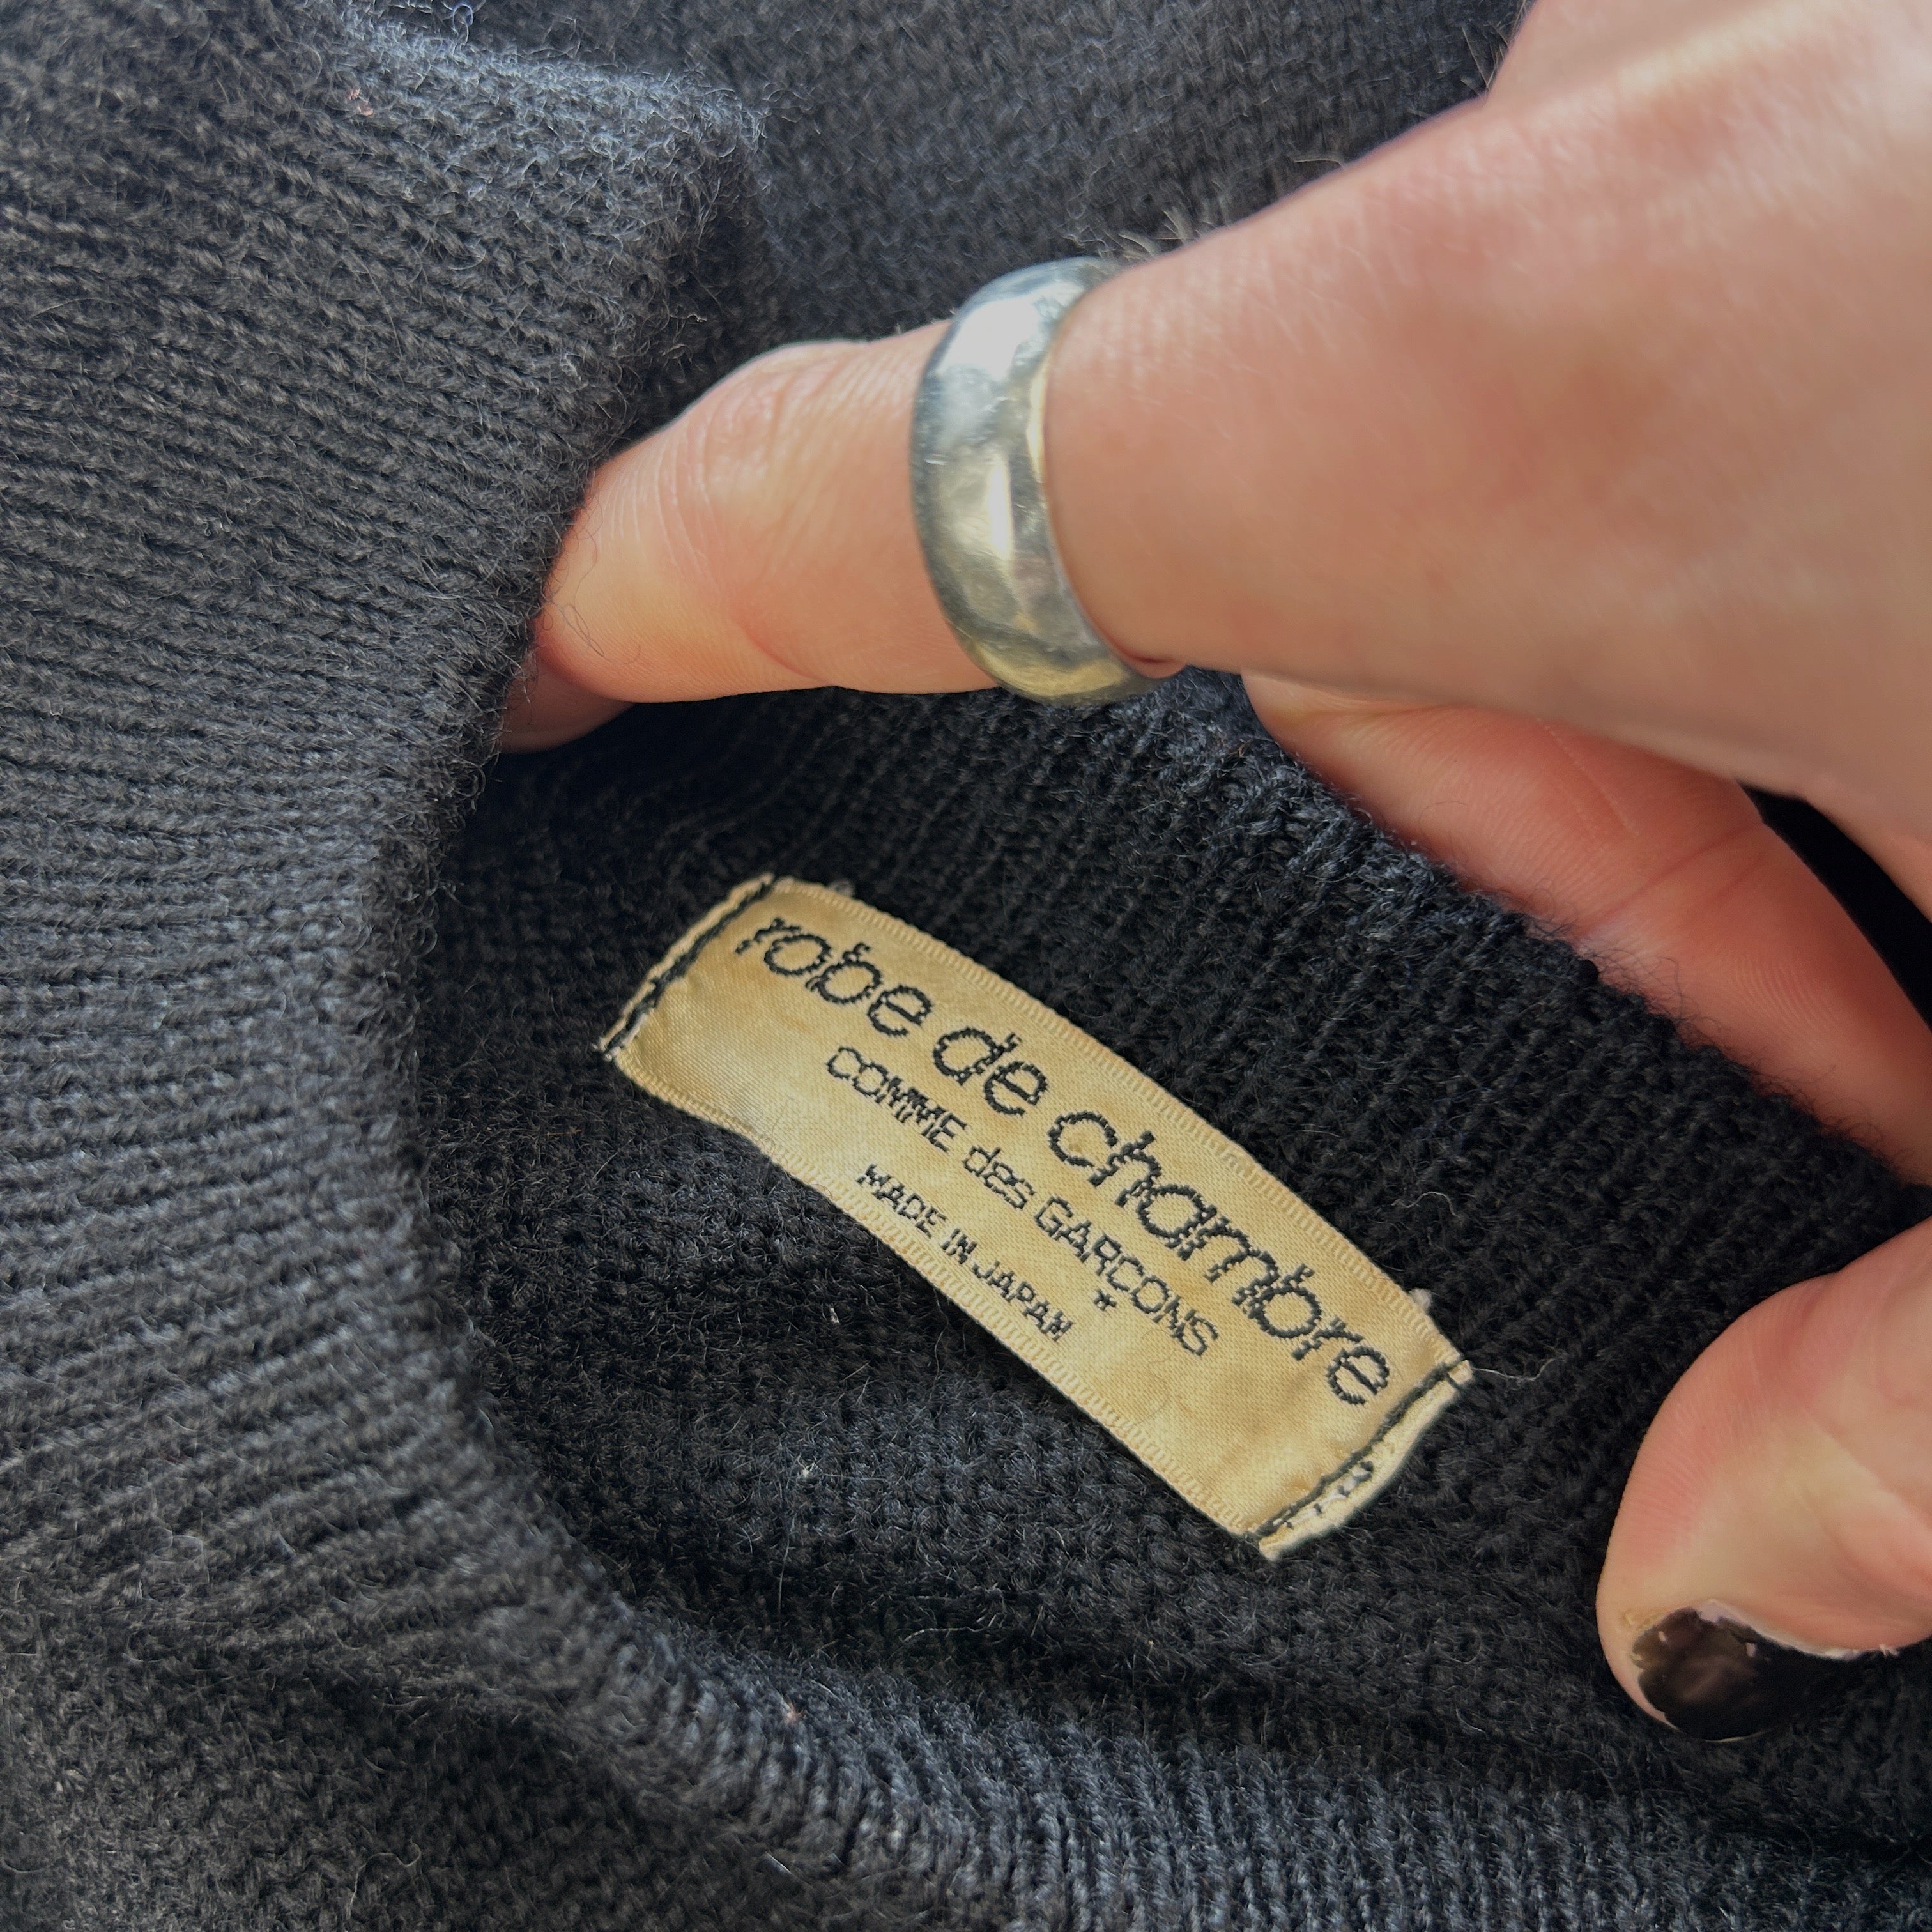 robe de chambre
COMME des GARÇONS
*
MADE IN JAPAN